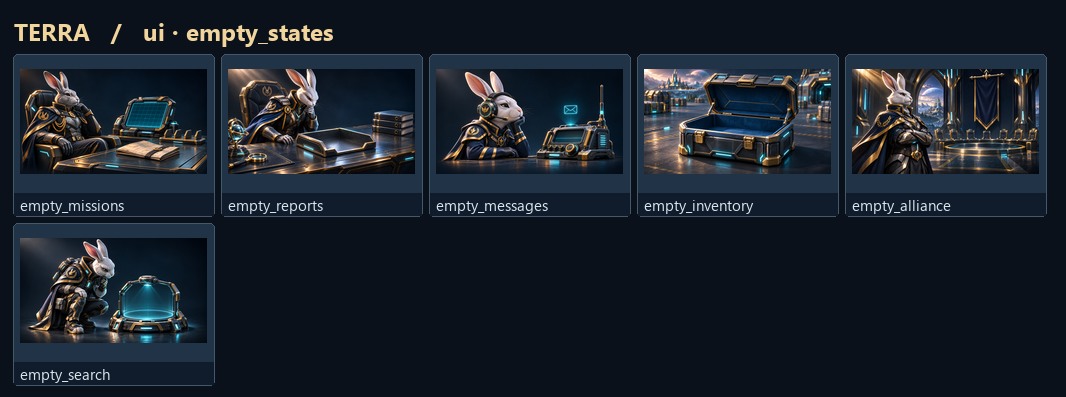 TERRA / ui · empty_states
empty_missions
empty_reports
empty_messages
empty_inventory
empty_alliance
empty_search